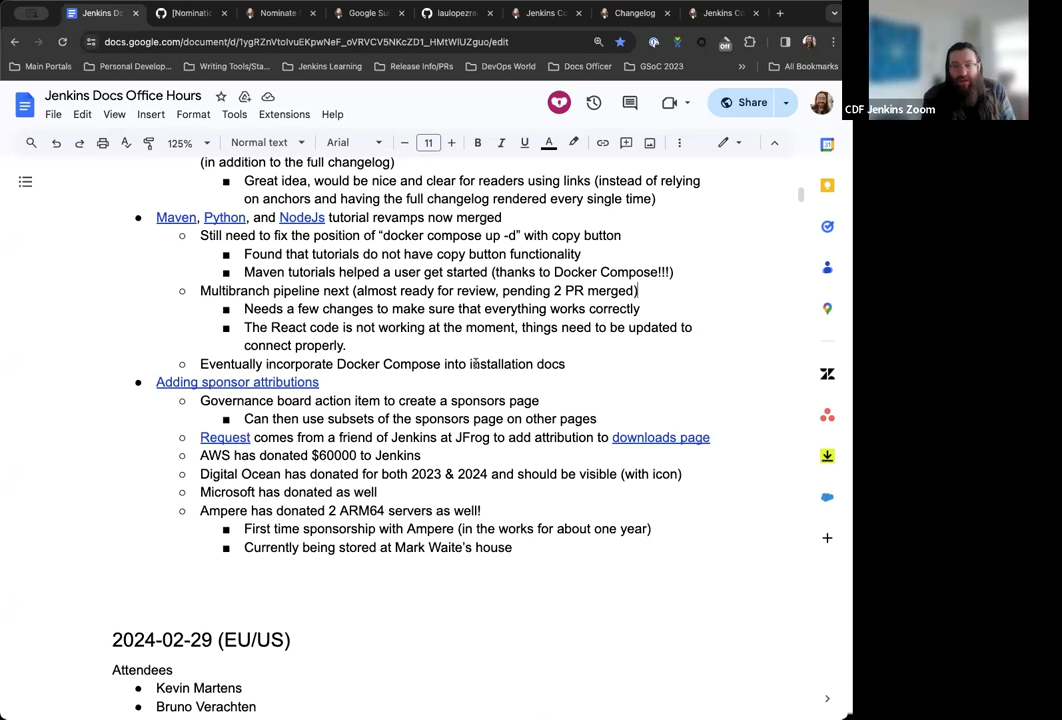 Jenkins Do
[Nominatic
Nominate
Google Su
laulopezre
Jenkins Co
Changelog
Jenkins Co
docs.google.com/document/d/1ygRZnVtoIvuEKpwNeF_oVRVCV5NKcZD1_HMtWlUZguo/edit
Main Portals
Personal Develop...
Writing Tools/Sta...
Jenkins Learning
Release Info/PRs
DevOps World
Docs Officer
GSoC 2023
All Bookmarks
CDF Jenkins Zoom
Jenkins Docs Office Hours
File Edit View Insert Format Tools Extensions Help
Share
125% Normal text Arial 11
(in addition to the full changelog)
Great idea, would be nice and clear for readers using links (instead of relying
on anchors and having the full changelog rendered every single time)
Maven, Python, and NodeJs tutorial revamps now merged
Still need to fix the position of “docker compose up -d” with copy button
Found that tutorials do not have copy button functionality
Maven tutorials helped a user get started (thanks to Docker Compose!!!)
Multibranch pipeline next (almost ready for review, pending 2 PR merged)
Needs a few changes to make sure that everything works correctly
The React code is not working at the moment, things need to be updated to
connect properly.
Eventually incorporate Docker Compose into installation docs
Adding sponsor attributions
Governance board action item to create a sponsors page
Can then use subsets of the sponsors page on other pages
Request comes from a friend of Jenkins at JFrog to add attribution to downloads page
AWS has donated $60000 to Jenkins
Digital Ocean has donated for both 2023 & 2024 and should be visible (with icon)
Microsoft has donated as well
Ampere has donated 2 ARM64 servers as well!
First time sponsorship with Ampere (in the works for about one year)
Currently being stored at Mark Waite’s house
2024-02-29 (EU/US)
Attendees
Kevin Martens
Bruno Verachten